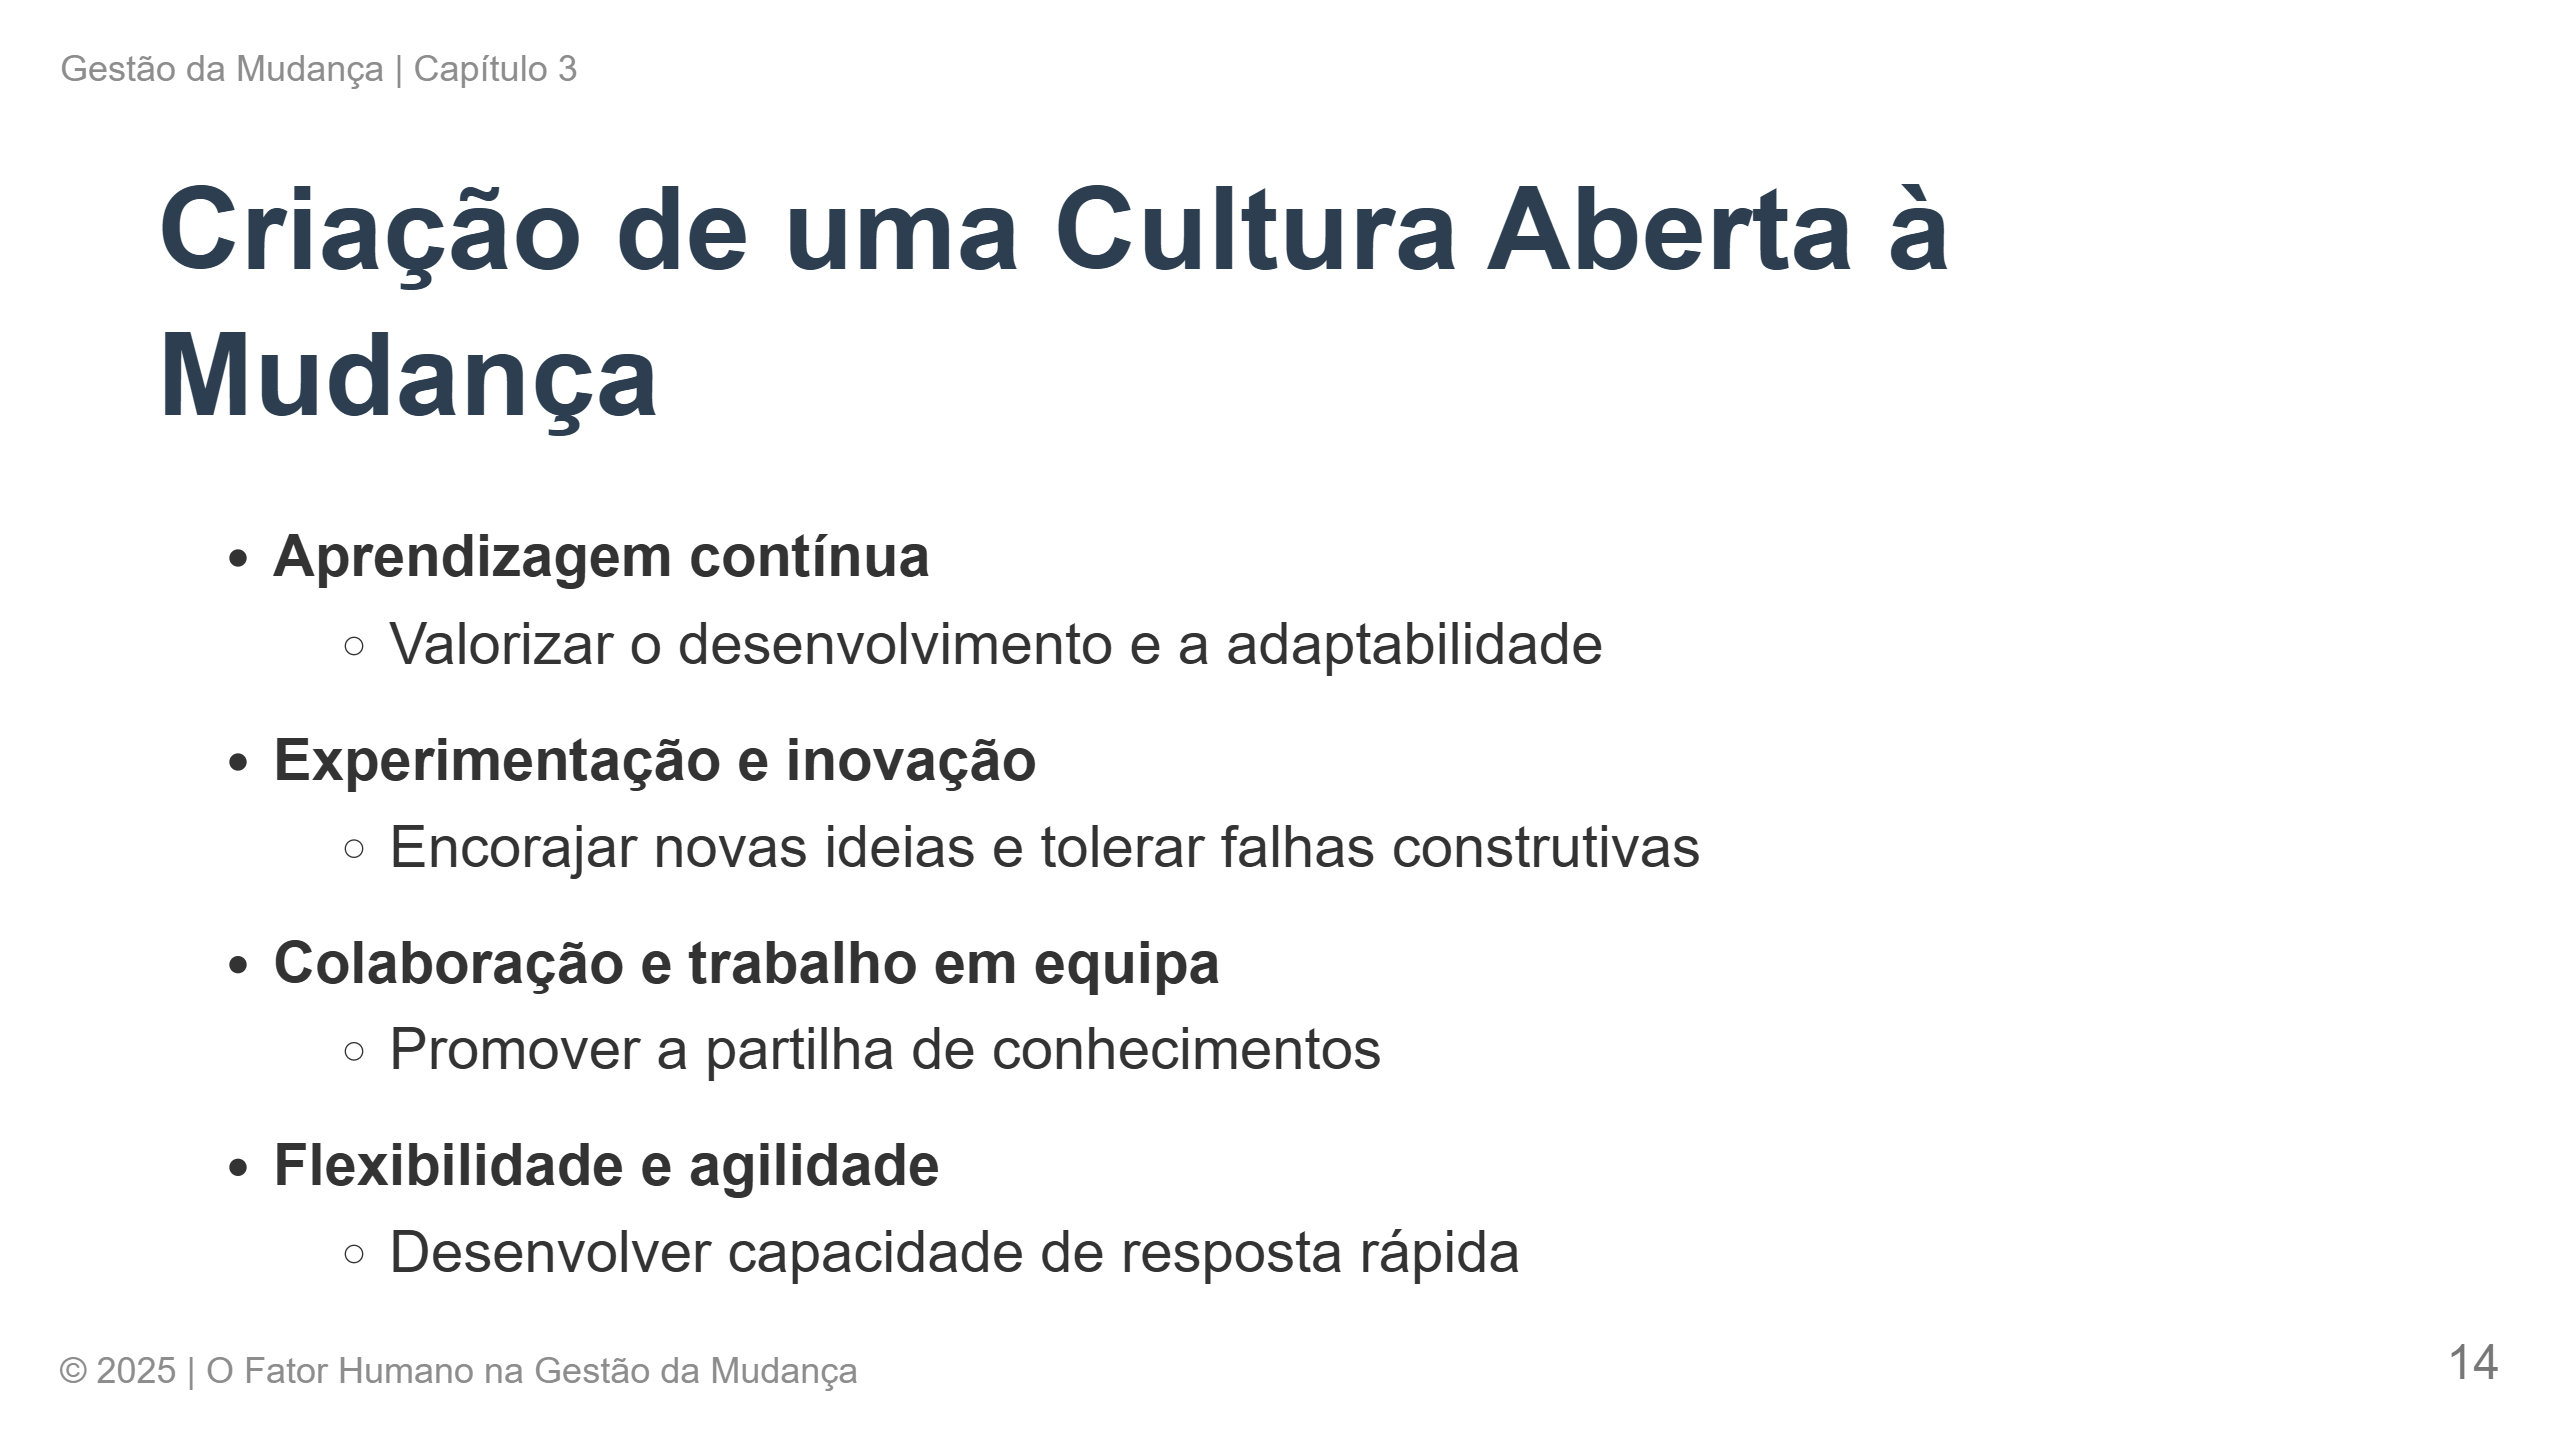 Gestão da Mudança | Capítulo 3
Criação de uma Cultura Aberta à
Mudança
• Aprendizagem contínua
◦ Valorizar o desenvolvimento e a adaptabilidade
• Experimentação e inovação
◦ Encorajar novas ideias e tolerar falhas construtivas
• Colaboração e trabalho em equipa
◦ Promover a partilha de conhecimentos
• Flexibilidade e agilidade
◦ Desenvolver capacidade de resposta rápida
© 2025 | O Fator Humano na Gestão da Mudança
14